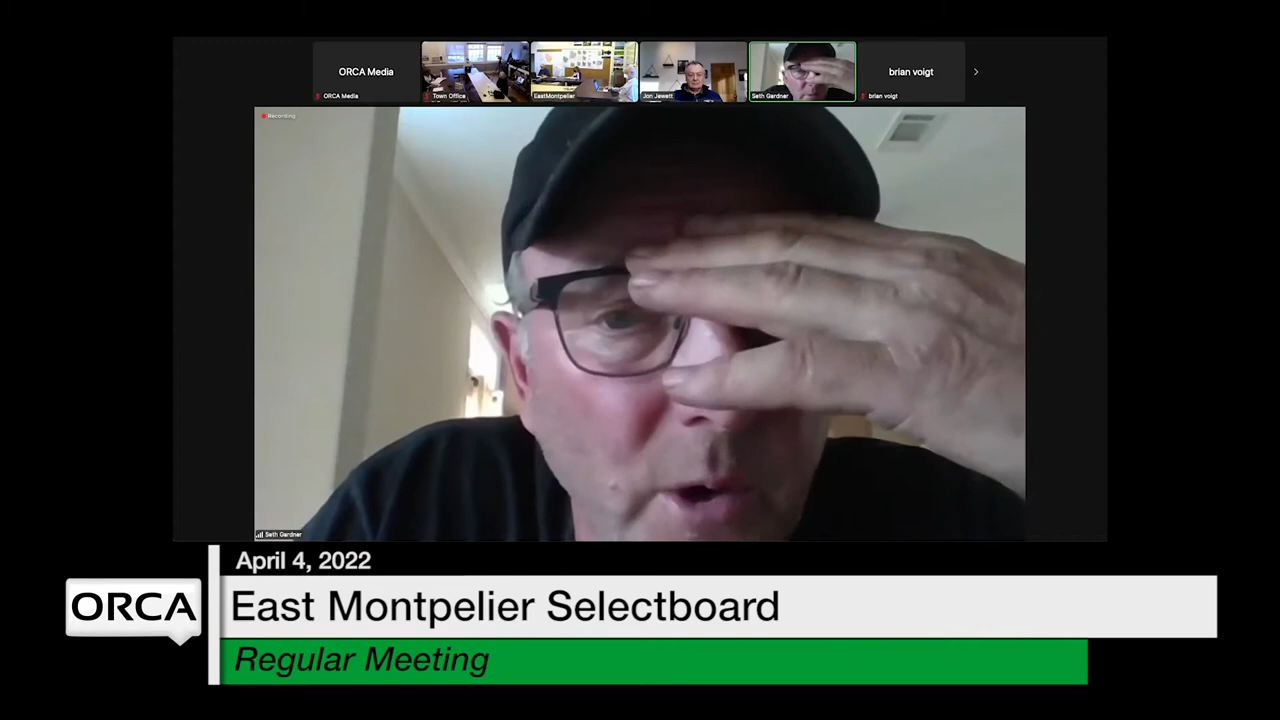 ORCA Media
brian voigt
ORCA Media
Town Office
EastMontpelier
Jon Jewett
Seth Gardner
brian voigt
Recording
Seth Gardner
April 4, 2022
ORCA
East Montpelier Selectboard
Regular Meeting